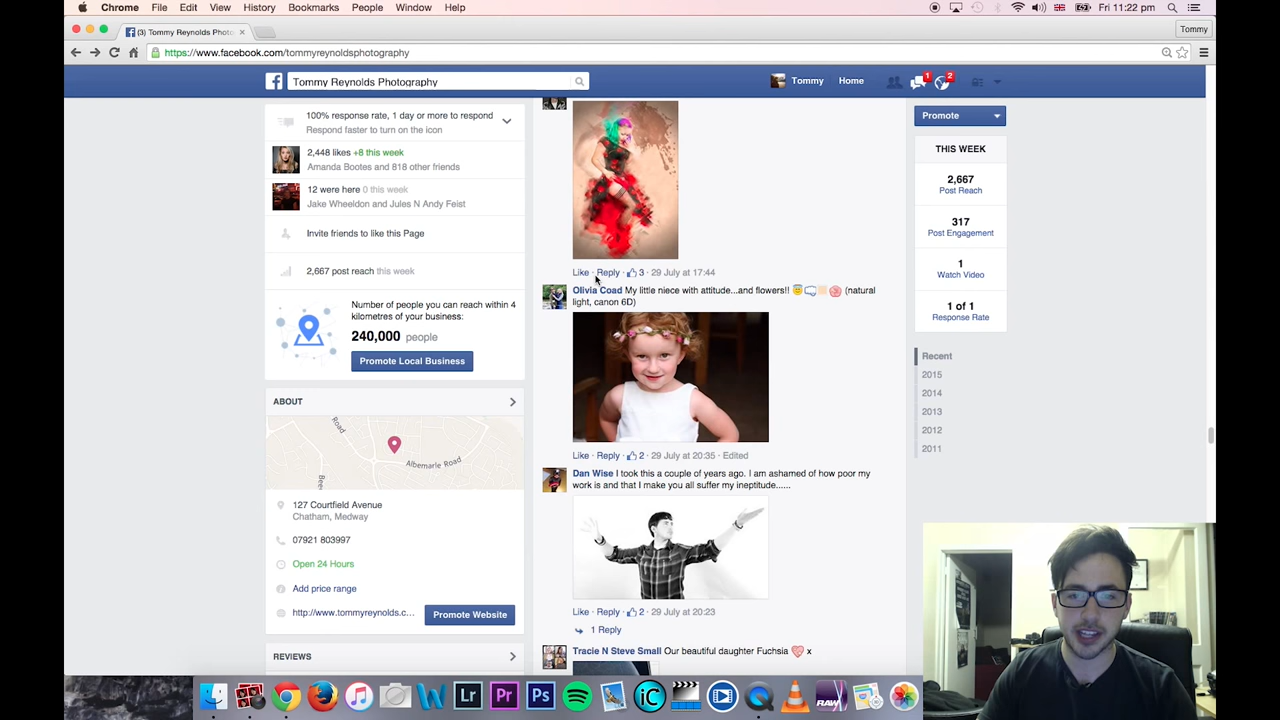 Chrome File Edit View History Bookmarks People Window Help
Fri 11:22 pm
(3) Tommy Reynolds Photo
Tommy
https://www.facebook.com/tommyreynoldsphotography
Tommy Reynolds Photography
Tommy Home
1
2
100% response rate, 1 day or more to respond
Respond faster to turn on the icon
2,448 likes +8 this week
Amanda Bootes and 818 other friends
12 were here 0 this week
Jake Wheeldon and Jules N Andy Feist
Invite friends to like this Page
2,667 post reach this week
Number of people you can reach within 4
kilometres of your business:
240,000 people
Promote Local Business
ABOUT
Road
Albemarle Road
127 Courtfield Avenue
Chatham, Medway
07921 803997
Open 24 Hours
Add price range
http://www.tommyreynolds.c...
Promote Website
REVIEWS
Like · Reply · 3 · 29 July at 17:44
Olivia Coad My little niece with attitude...and flowers!! (natural
light, canon 6D)
Like · Reply · 2 · 29 July at 20:35 · Edited
Dan Wise I took this a couple of years ago. I am ashamed of how poor my
work is and that I make you all suffer my ineptitude......
Like · Reply · 2 · 29 July at 20:23
1 Reply
Tracie N Steve Small Our beautiful daughter Fuchsia x
Promote
THIS WEEK
2,667
Post Reach
317
Post Engagement
1
Watch Video
1 of 1
Response Rate
Recent
2015
2014
2013
2012
2011
W
Lr
Pr
Ps
iC
RAW